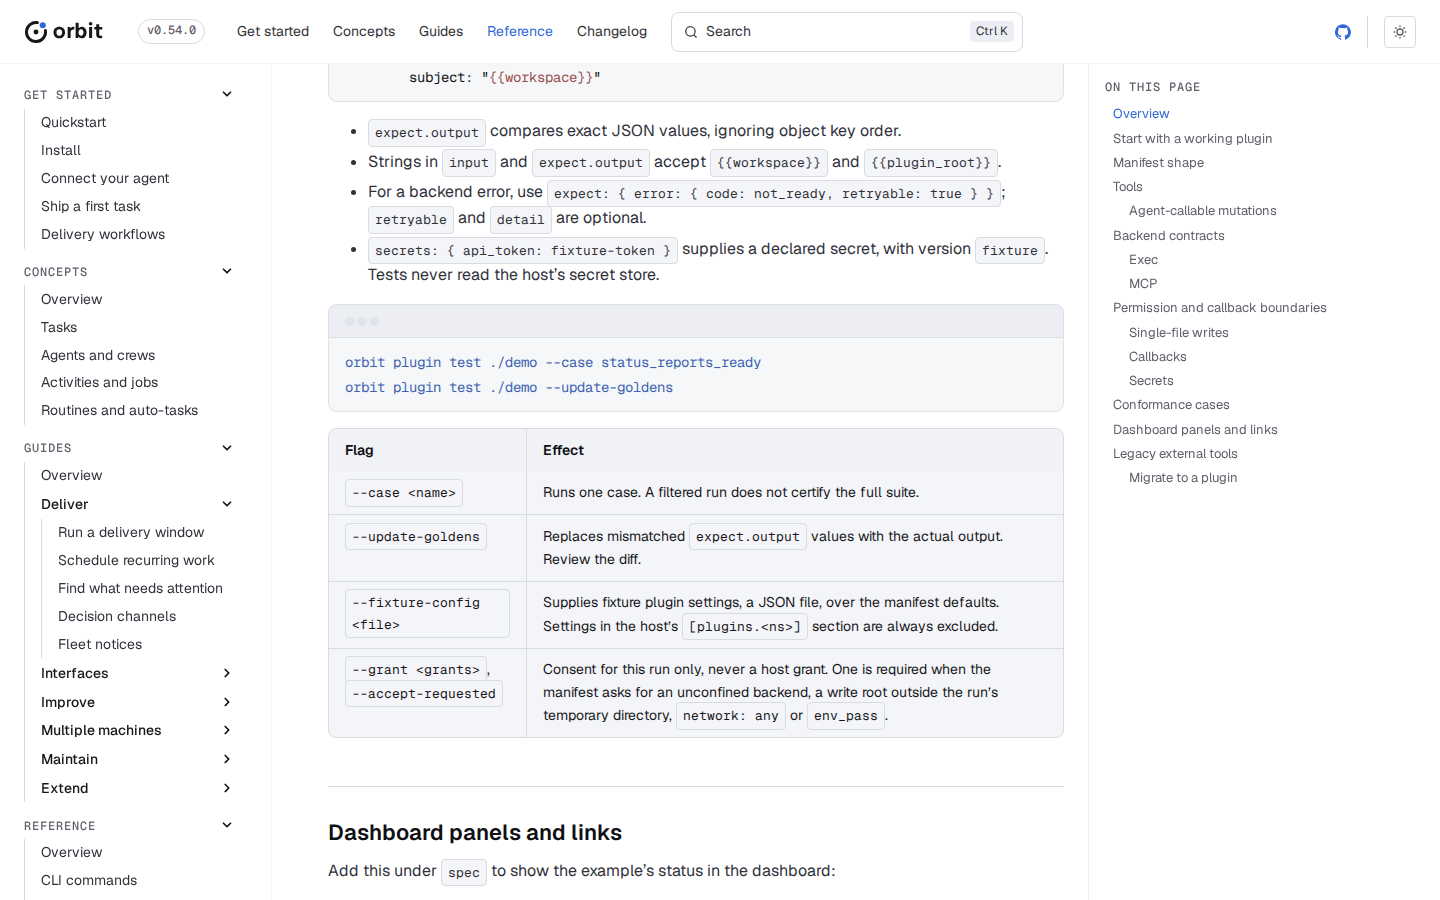 orbit
v0.54.0
Get started
Concepts
Guides
Reference
Changelog
Search
Ctrl K
GET STARTED
Quickstart
Install
Connect your agent
Ship a first task
Delivery workflows
CONCEPTS
Overview
Tasks
Agents and crews
Activities and jobs
Routines and auto-tasks
GUIDES
Overview
Deliver
Run a delivery window
Schedule recurring work
Find what needs attention
Decision channels
Fleet notices
Interfaces
Improve
Multiple machines
Maintain
Extend
REFERENCE
Overview
CLI commands
subject: "{{workspace}}"
expect.output compares exact JSON values, ignoring object key order.
Strings in input and expect.output accept {{workspace}} and {{plugin_root}}.
For a backend error, use expect: { error: { code: not_ready, retryable: true } };
retryable and detail are optional.
secrets: { api_token: fixture-token } supplies a declared secret, with version fixture.
Tests never read the host's secret store.
orbit plugin test ./demo --case status_reports_ready
orbit plugin test ./demo --update-goldens
Flag
Effect
--case <name>
Runs one case. A filtered run does not certify the full suite.
--update-goldens
Replaces mismatched expect.output values with the actual output.
Review the diff.
--fixture-config
<file>
Supplies fixture plugin settings, a JSON file, over the manifest defaults.
Settings in the host's [plugins.<ns>] section are always excluded.
--grant <grants>,
--accept-requested
Consent for this run only, never a host grant. One is required when the
manifest asks for an unconfined backend, a write root outside the run's
temporary directory, network: any or env_pass.
Dashboard panels and links
Add this under spec to show the example's status in the dashboard:
ON THIS PAGE
Overview
Start with a working plugin
Manifest shape
Tools
Agent-callable mutations
Backend contracts
Exec
MCP
Permission and callback boundaries
Single-file writes
Callbacks
Secrets
Conformance cases
Dashboard panels and links
Legacy external tools
Migrate to a plugin